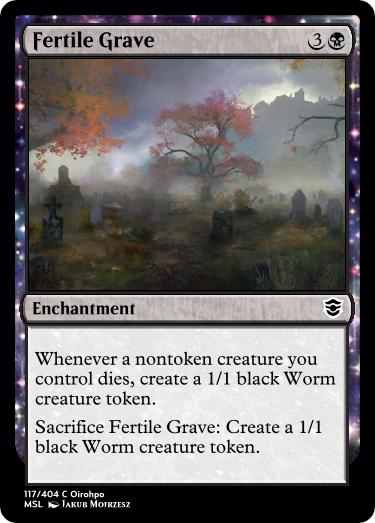 Fertile Grave 3
Enchantment
Whenever a nontoken creature you
control dies, create a 1/1 black Worm
creature token.
Sacrifice Fertile Grave: Create a 1/1
black Worm creature token.
117/404 C Oirohpo
MSL Jakub Mojrzesz